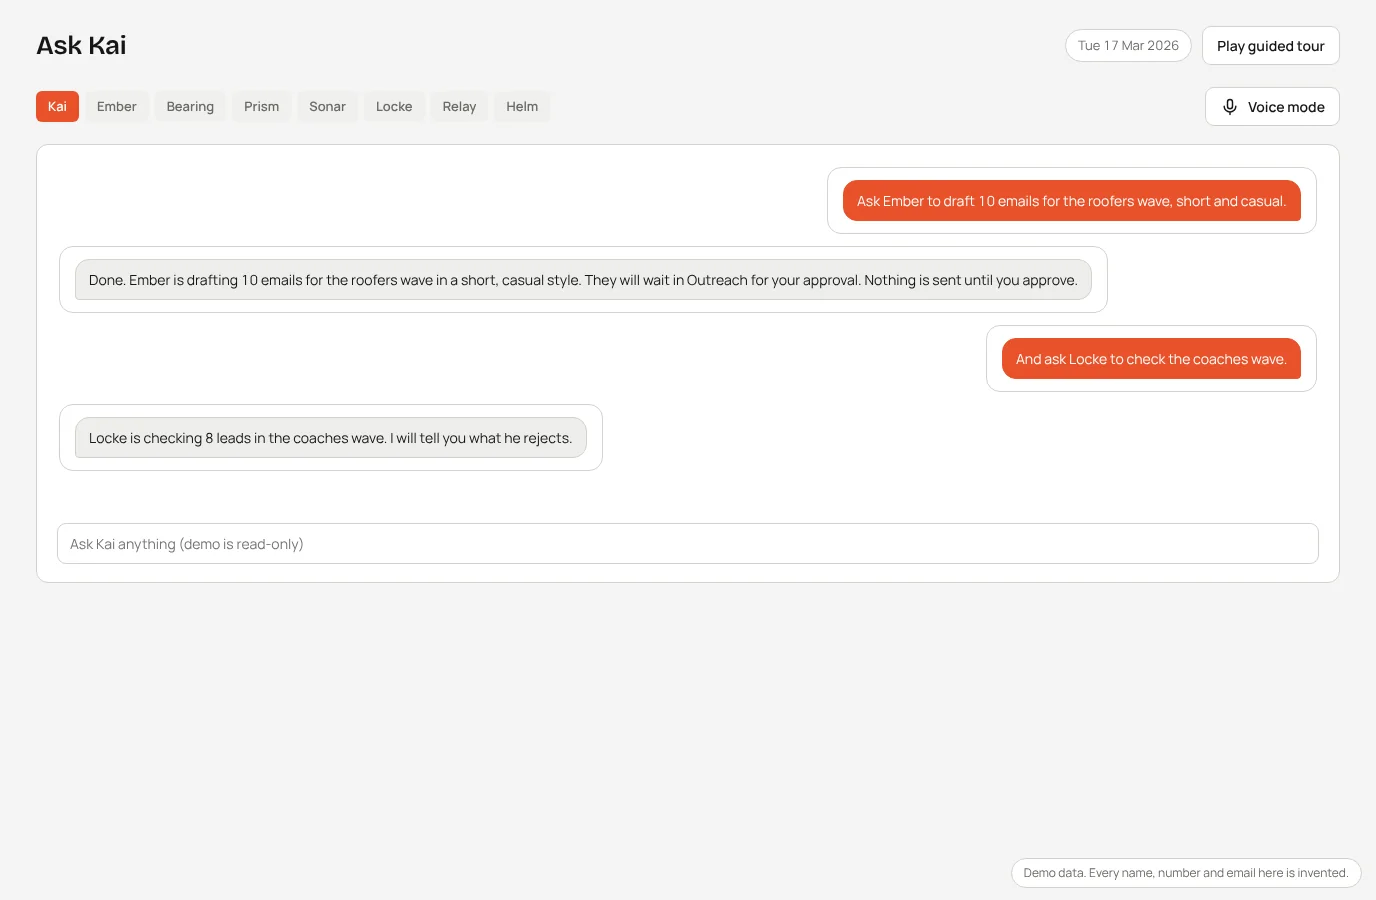 Ask Kai
Tue 17 Mar 2026
Play guided tour
Kai
Ember
Bearing
Prism
Sonar
Locke
Relay
Helm
Voice mode
Ask Ember to draft 10 emails for the roofers wave, short and casual.
Done. Ember is drafting 10 emails for the roofers wave in a short, casual style. They will wait in Outreach for your approval. Nothing is sent until you approve.
And ask Locke to check the coaches wave.
Locke is checking 8 leads in the coaches wave. I will tell you what he rejects.
Ask Kai anything (demo is read-only)
Demo data. Every name, number and email here is invented.